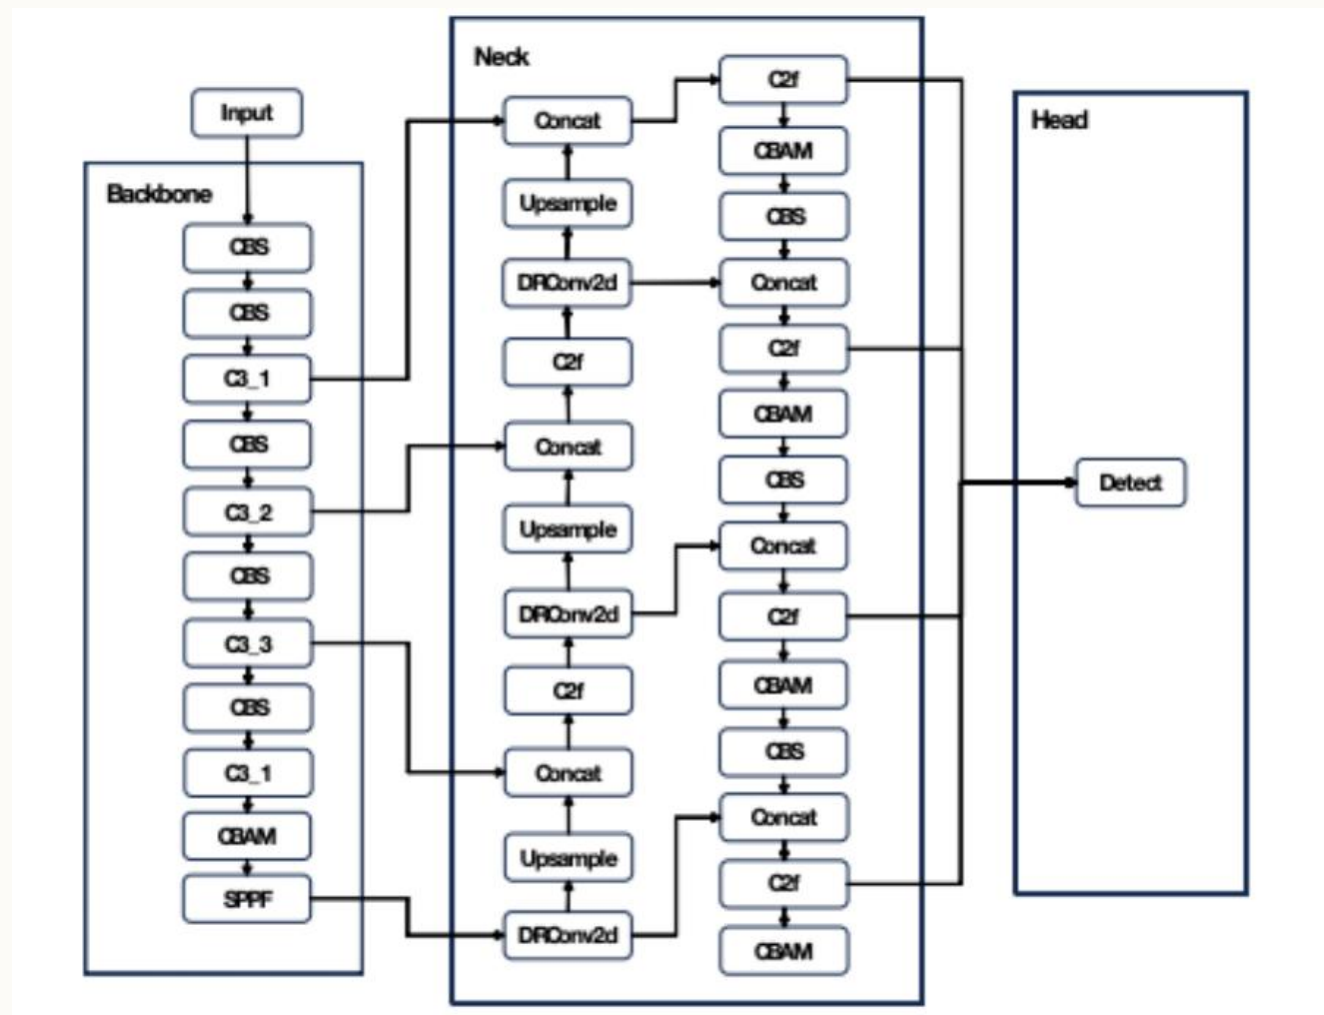 Input
Backbone
CBS
CBS
C3_1
CBS
C3_2
CBS
C3_3
CBS
C3_1
CBAM
SPPF
Neck
Concat
Upsample
DRConv2d
C2f
Concat
Upsample
DRConv2d
C2f
Concat
Upsample
DRConv2d
C2f
CBAM
CBS
Concat
C2f
CBAM
CBS
Concat
C2f
CBAM
CBS
Concat
C2f
CBAM
Head
Detect